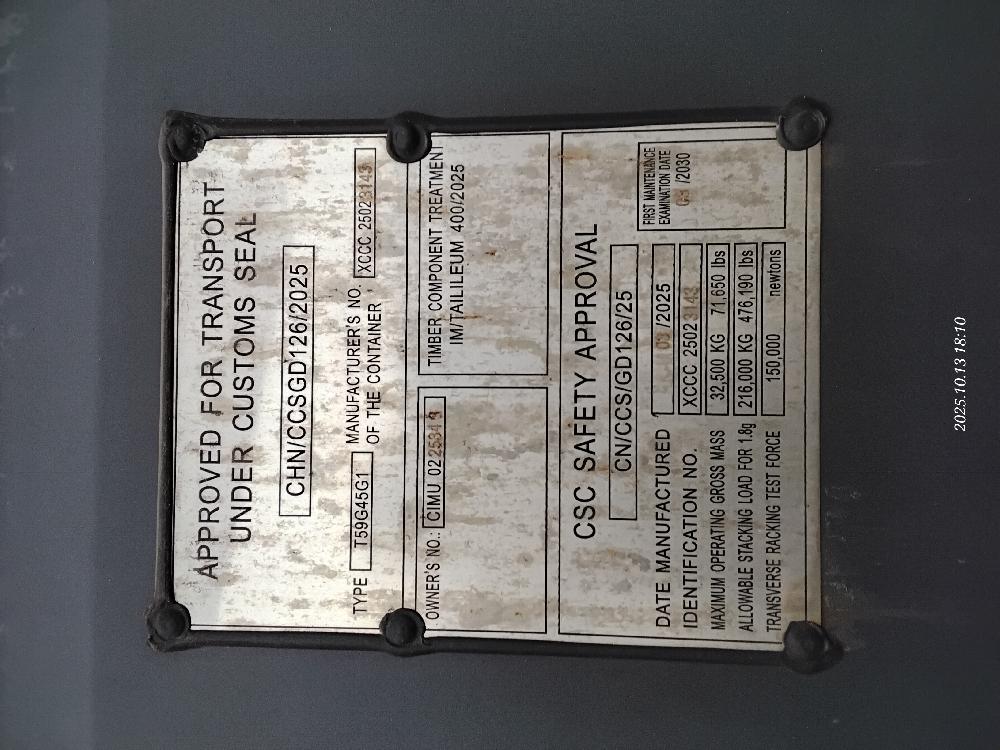 APPROVED FOR TRANSPORT
UNDER CUSTOMS SEAL
CHN/CCSGD126/2025
TYPE T59G45G1 MANUFACTURER'S NO. OF THE CONTAINER XCCC 2502 3143
OWNER'S NO.: CIMU 02
TIMBER COMPONENT TREATMENT
IM/TAILILEUM 400/2025
CSC SAFETY APPROVAL
CN/CCS/GD126/25
DATE MANUFACTURED 03 /2025
IDENTIFICATION NO. XCCC 2502 3143
MAXIMUM OPERATING GROSS MASS 32,500 KG 71,650 lbs
ALLOWABLE STACKING LOAD FOR 1.8g 216,000 KG 476,190 lbs
TRANSVERSE RACKING TEST FORCE 150,000 newtons
FIRST MAINTENANCE
EXAMINATION DATE
03 /2030
2025.10.13 18:10